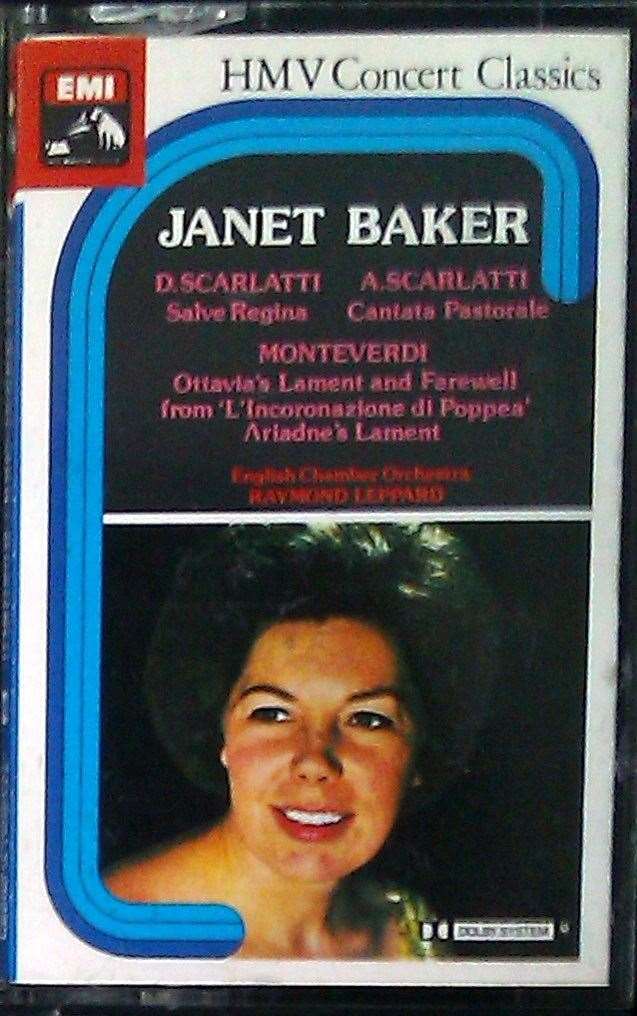 EMI
HMV Concert Classics
JANET BAKER
D.SCARLATTI A.SCARLATTI
Salve Regina Cantata Pastorale
MONTEVERDI
Ottavia's Lament and Farewell
from 'L'Incoronazione di Poppea'
Ariadne's Lament
English Chamber Orchestra
RAYMOND LEPPARD
DOLBY SYSTEM